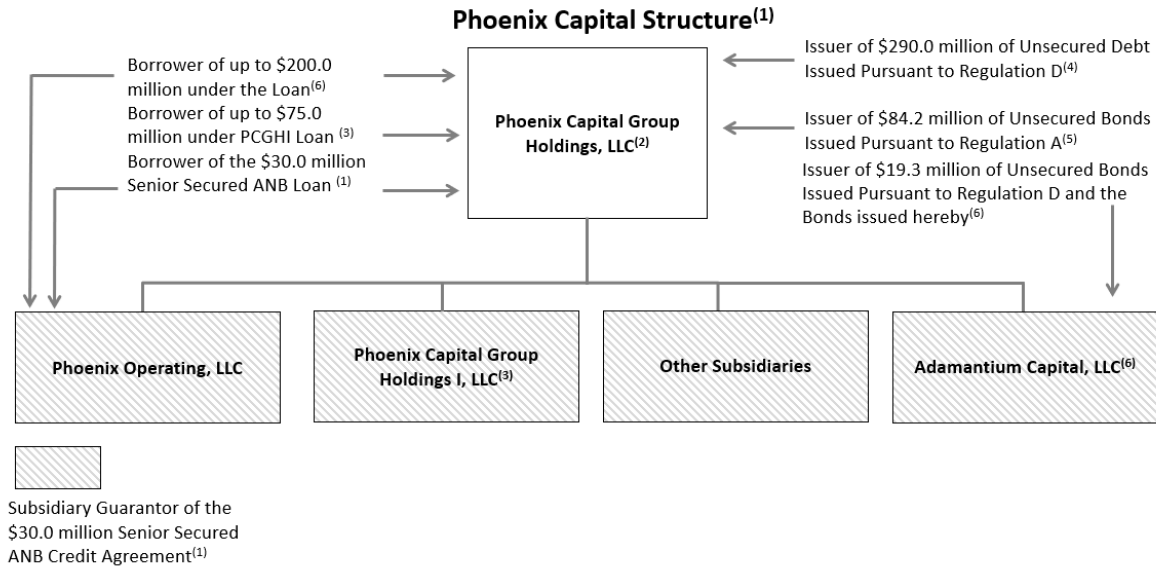 Phoenix Capital Structure(1)
Borrower of up to $200.0
million under the Loan(6)
Borrower of up to $75.0
million under PCGHI Loan (3)
Borrower of the $30.0 million
Senior Secured ANB Loan (1)
Phoenix Capital Group
Holdings, LLC(2)
Issuer of $290.0 million of Unsecured Debt
Issued Pursuant to Regulation D(4)
Issuer of $84.2 million of Unsecured Bonds
Issued Pursuant to Regulation A(5)
Issuer of $19.3 million of Unsecured Bonds
Issued Pursuant to Regulation D and the
Bonds issued hereby(6)
Phoenix Operating, LLC
Phoenix Capital Group
Holdings I, LLC(3)
Other Subsidiaries
Adamantium Capital, LLC(6)
Subsidiary Guarantor of the
$30.0 million Senior Secured
ANB Credit Agreement(1)